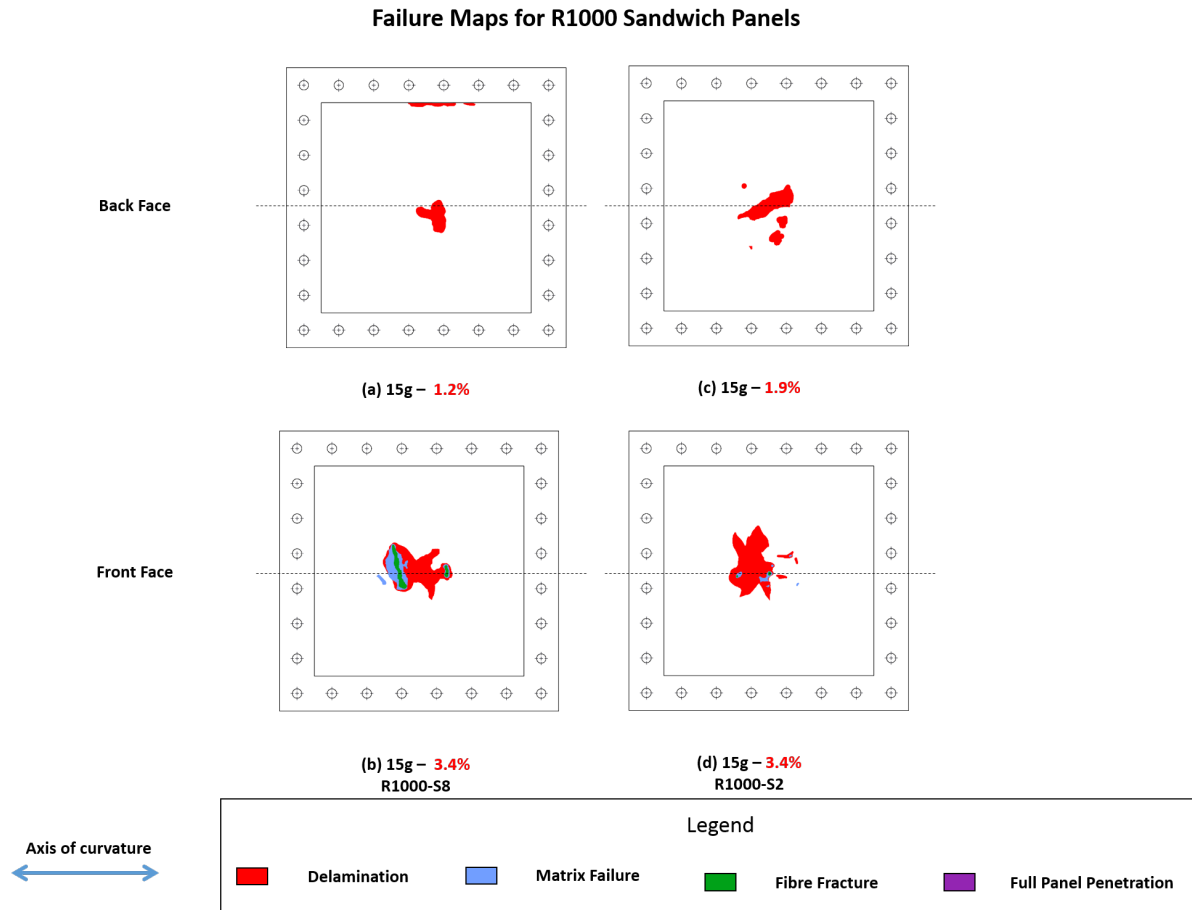 Failure Maps for R1000 Sandwich Panels
Back Face
(a) 15g – 1.2%
(c) 15g – 1.9%
Front Face
(b) 15g – 3.4%
R1000-S8
(d) 15g – 3.4%
R1000-S2
Axis of curvature
Legend
Delamination
Matrix Failure
Fibre Fracture
Full Panel Penetration